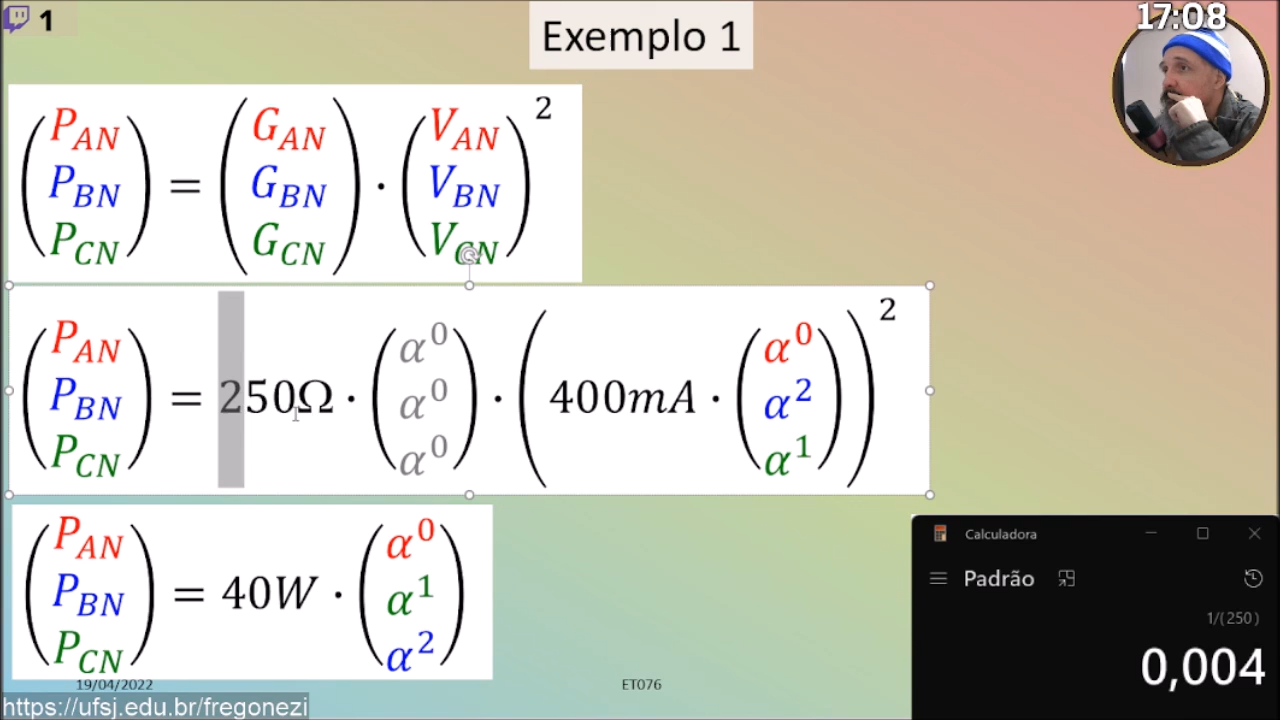 1
Exemplo 1
17:08
(P_AN P_BN P_CN) = (G_AN G_BN G_CN) · (V_AN V_BN V_CN)²
(P_AN P_BN P_CN) = 250Ω · (α⁰ α⁰ α⁰) · (400mA · (α⁰ α² α¹))²
(P_AN P_BN P_CN) = 40W · (α⁰ α¹ α²)
Calculadora
Padrão
1/(250)
0,004
19/04/2022
ET076
https://ufsj.edu.br/fregonezi